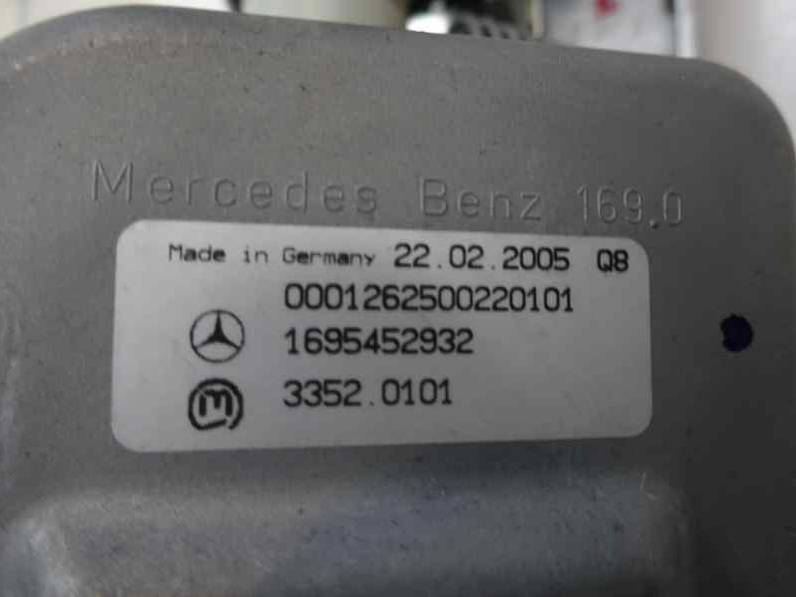 Mercedes Benz 169.0
Made in Germany 22.02.2005 Q8
0001262500220101
1695452932
m 3352.0101